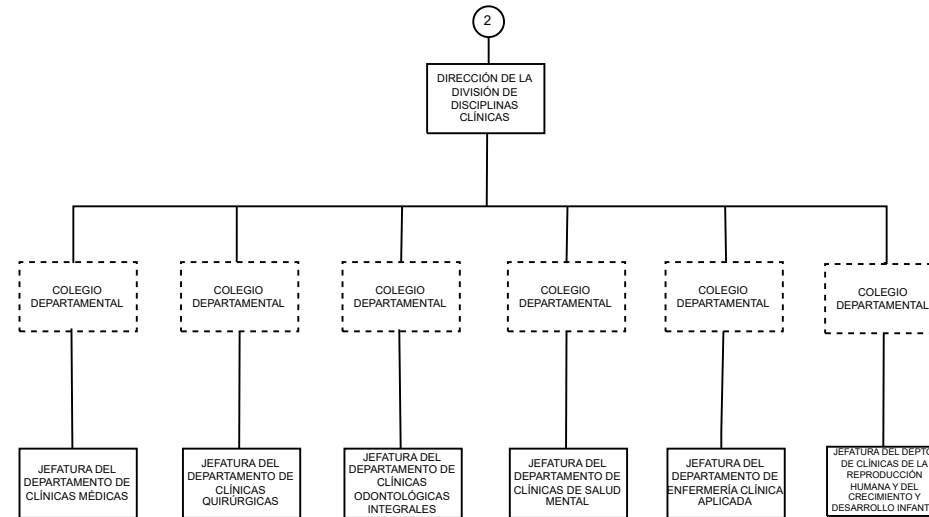 2
DIRECCIÓN DE LA
DIVISIÓN DE
DISCIPLINAS
CLÍNICAS
COLEGIO
DEPARTAMENTAL
COLEGIO
DEPARTAMENTAL
COLEGIO
DEPARTAMENTAL
COLEGIO
DEPARTAMENTAL
COLEGIO
DEPARTAMENTAL
COLEGIO
DEPARTAMENTAL
JEFATURA DEL
DEPARTAMENTO DE
CLÍNICAS MÉDICAS
JEFATURA DEL
DEPARTAMENTO DE
CLÍNICAS
QUIRÚRGICAS
JEFATURA DEL
DEPARTAMENTO DE
CLÍNICAS
ODONTOLÓGICAS
INTEGRALES
JEFATURA DEL
DEPARTAMENTO DE
CLÍNICAS DE SALUD
MENTAL
JEFATURA DEL
DEPARTAMENTO DE
ENFERMERÍA CLÍNICA
APLICADA
JEFATURA DEL
DE CLÍNICAS DE LA
REPRODUCCIÓN
HUMANA Y DEL
CRECIMIENTO Y
DESARROLLO